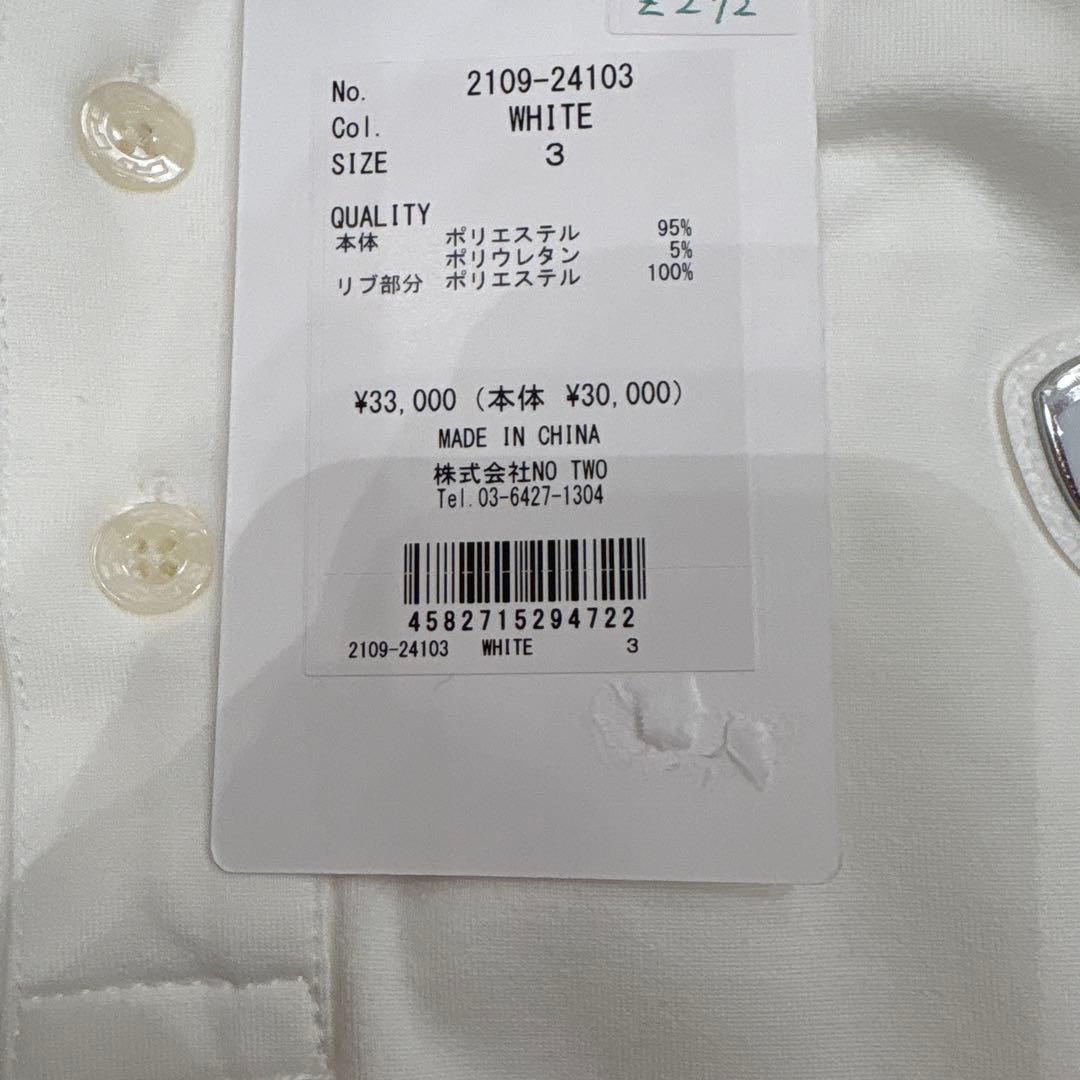 No. 2109-24103
Col. WHITE
SIZE 3
QUALITY
本体 ポリエステル 95%
ポリウレタン 5%
リブ部分 ポリエステル 100%
¥33,000 (本体 ¥30,000)
MADE IN CHINA
株式会社NO TWO
Tel.03-6427-1304
4582715294722
2109-24103 WHITE 3